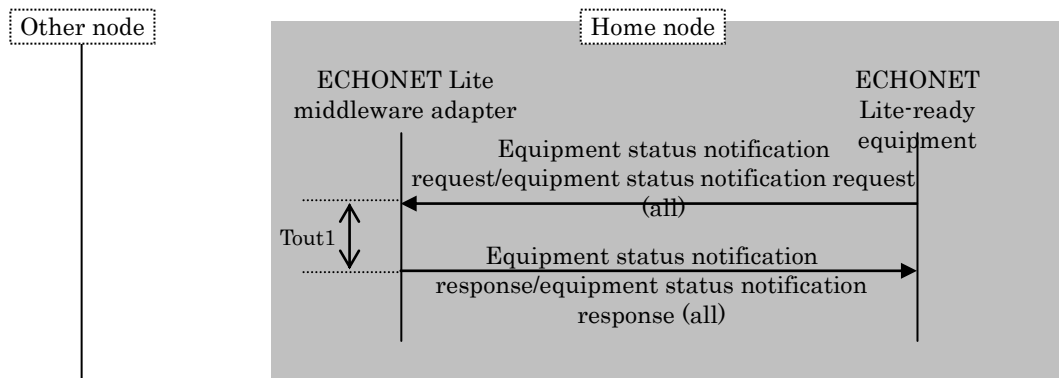 Other node
Home node
ECHONET Lite
middleware adapter
ECHONET
Lite-ready
equipment
Equipment status notification
request/equipment status notification request
(all)
Tout1
Equipment status notification
response/equipment status notification
response (all)